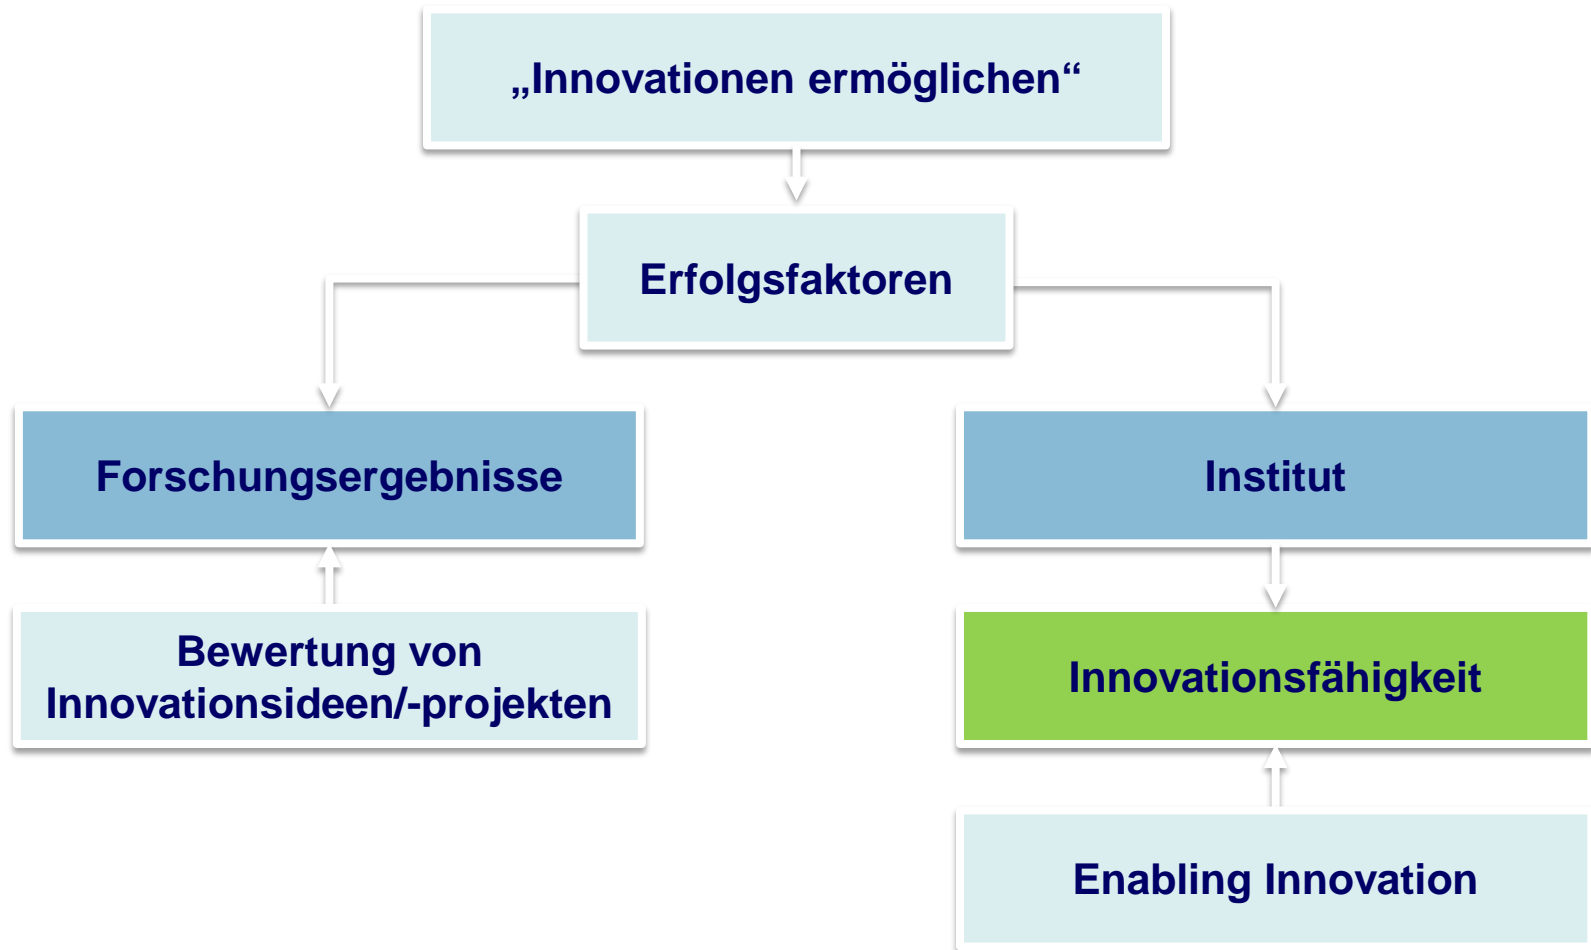 „Innovationen ermöglichen“
Erfolgsfaktoren
Forschungsergebnisse
Institut
Bewertung von
Innovationsideen/-projekten
Innovationsfähigkeit
Enabling Innovation